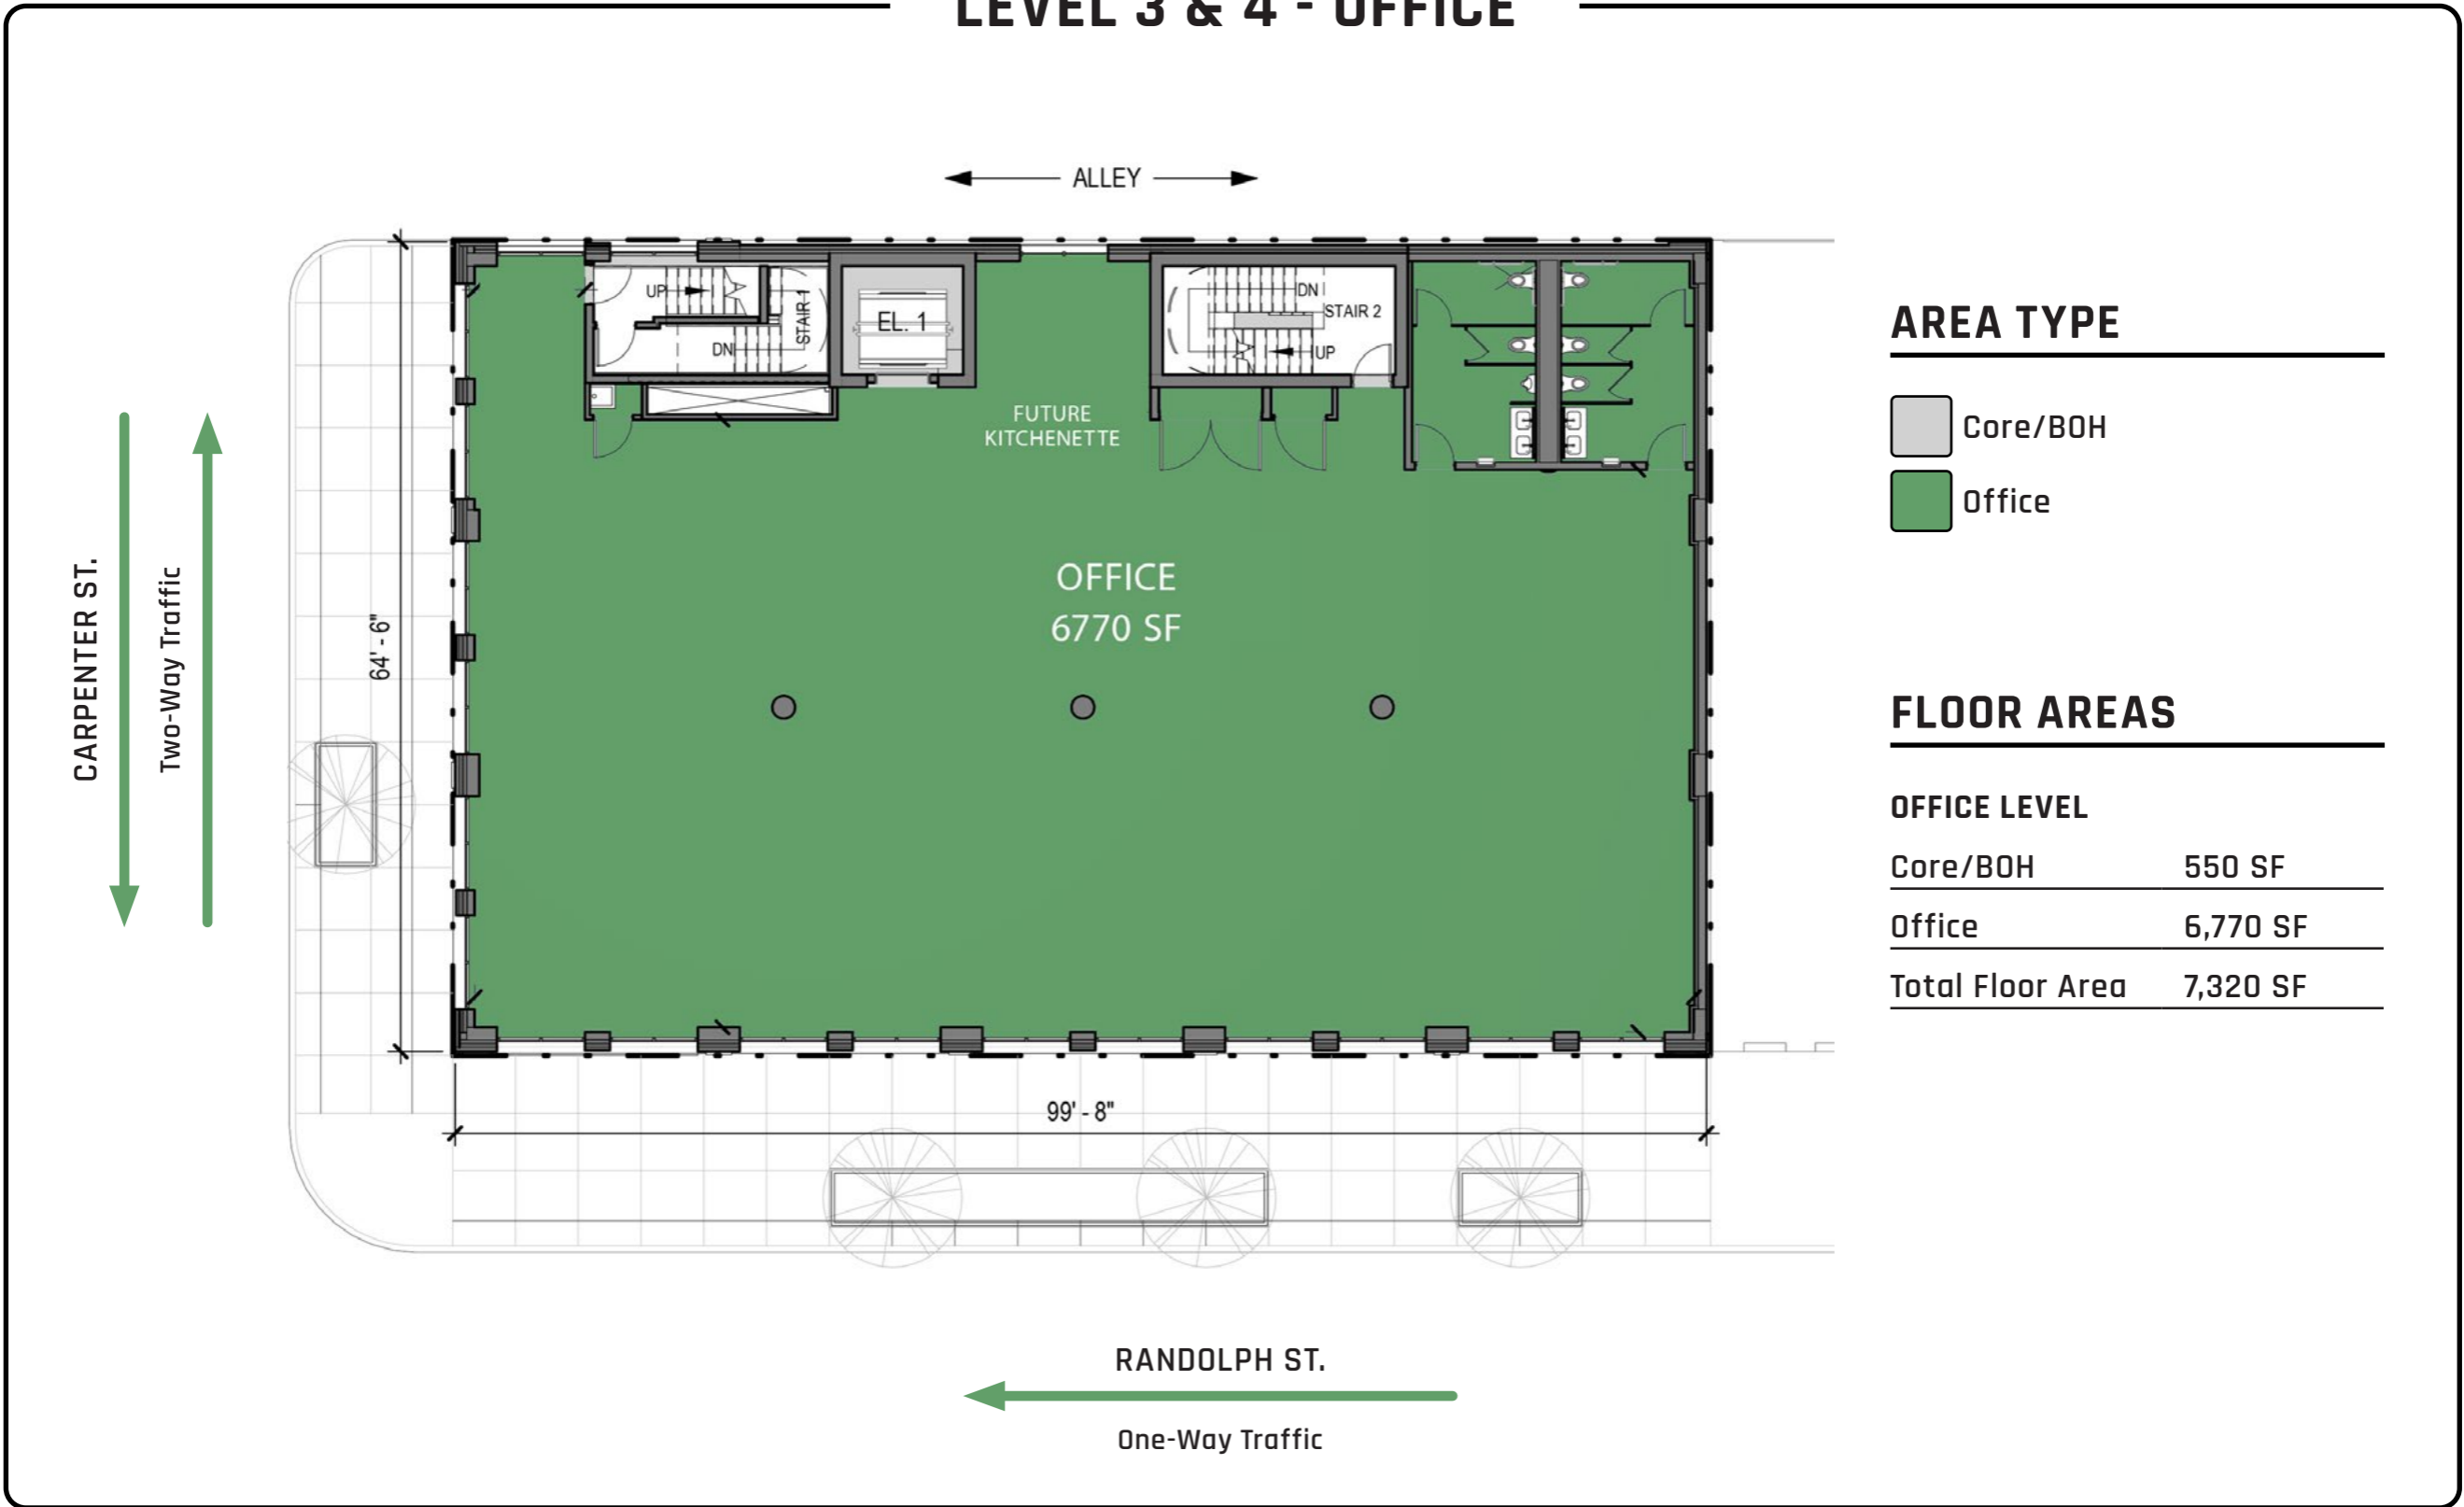 LEVEL 3 & 4 - OFFICE
ALLEY
UP
DN
STAIR 1
EL. 1
DN
STAIR 2
UP
FUTURE
KITCHENETTE
OFFICE
6770 SF
CARPENTER ST.
Two-Way Traffic
64' - 6"
99' - 8"
RANDOLPH ST.
One-Way Traffic
AREA TYPE
Core/BOH
Office
FLOOR AREAS
OFFICE LEVEL
Core/BOH 550 SF
Office 6,770 SF
Total Floor Area 7,320 SF